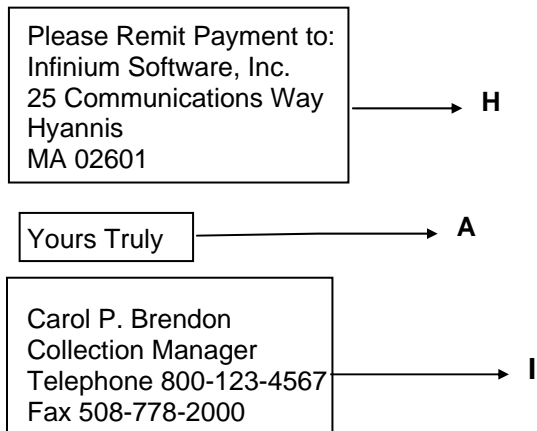 Please Remit Payment to:
Infinium Software, Inc.
25 Communications Way
Hyannis
MA 02601
H
Yours Truly
A
Carol P. Brendon
Collection Manager
Telephone 800-123-4567
Fax 508-778-2000
I